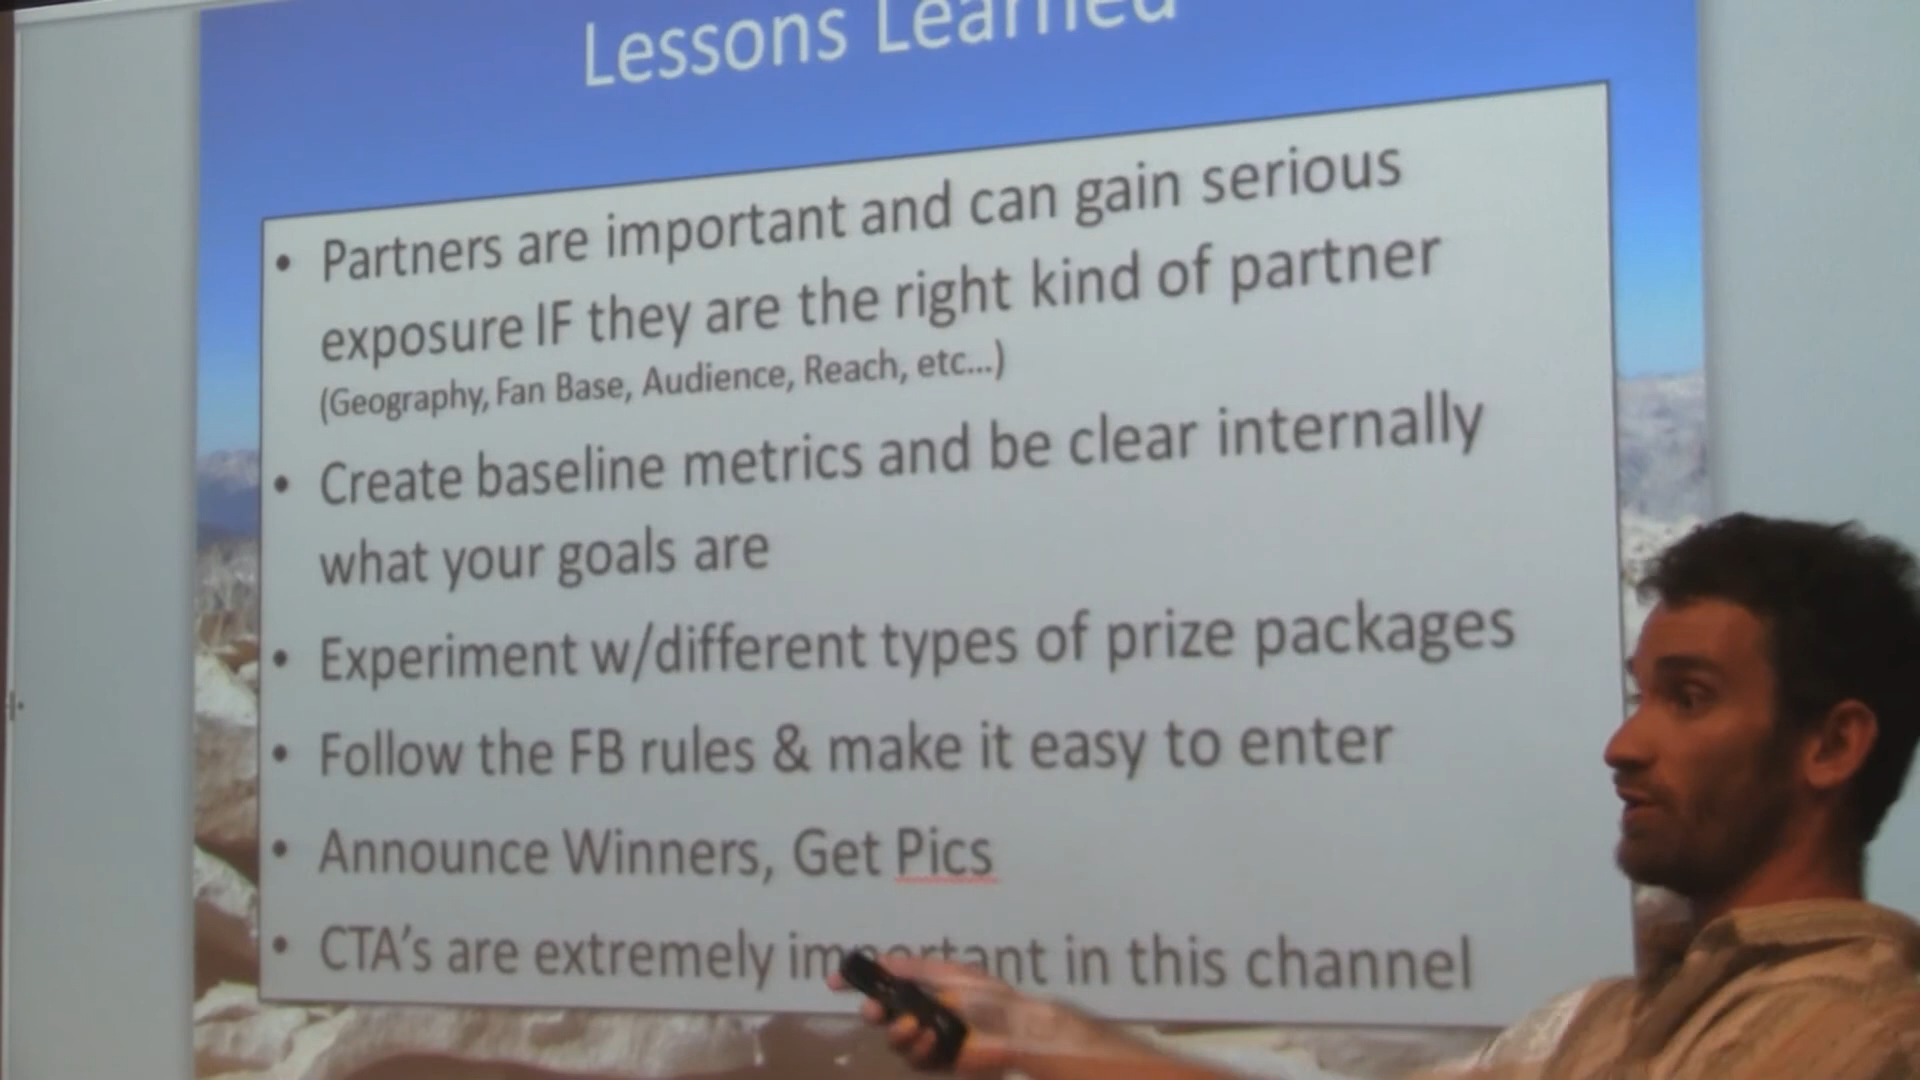 Lessons Learned
• Partners are important and can gain serious
exposure IF they are the right kind of partner
(Geography, Fan Base, Audience, Reach, etc...)
• Create baseline metrics and be clear internally
what your goals are
• Experiment w/different types of prize packages
• Follow the FB rules & make it easy to enter
• Announce Winners, Get Pics
• CTA's are extremely important in this channel